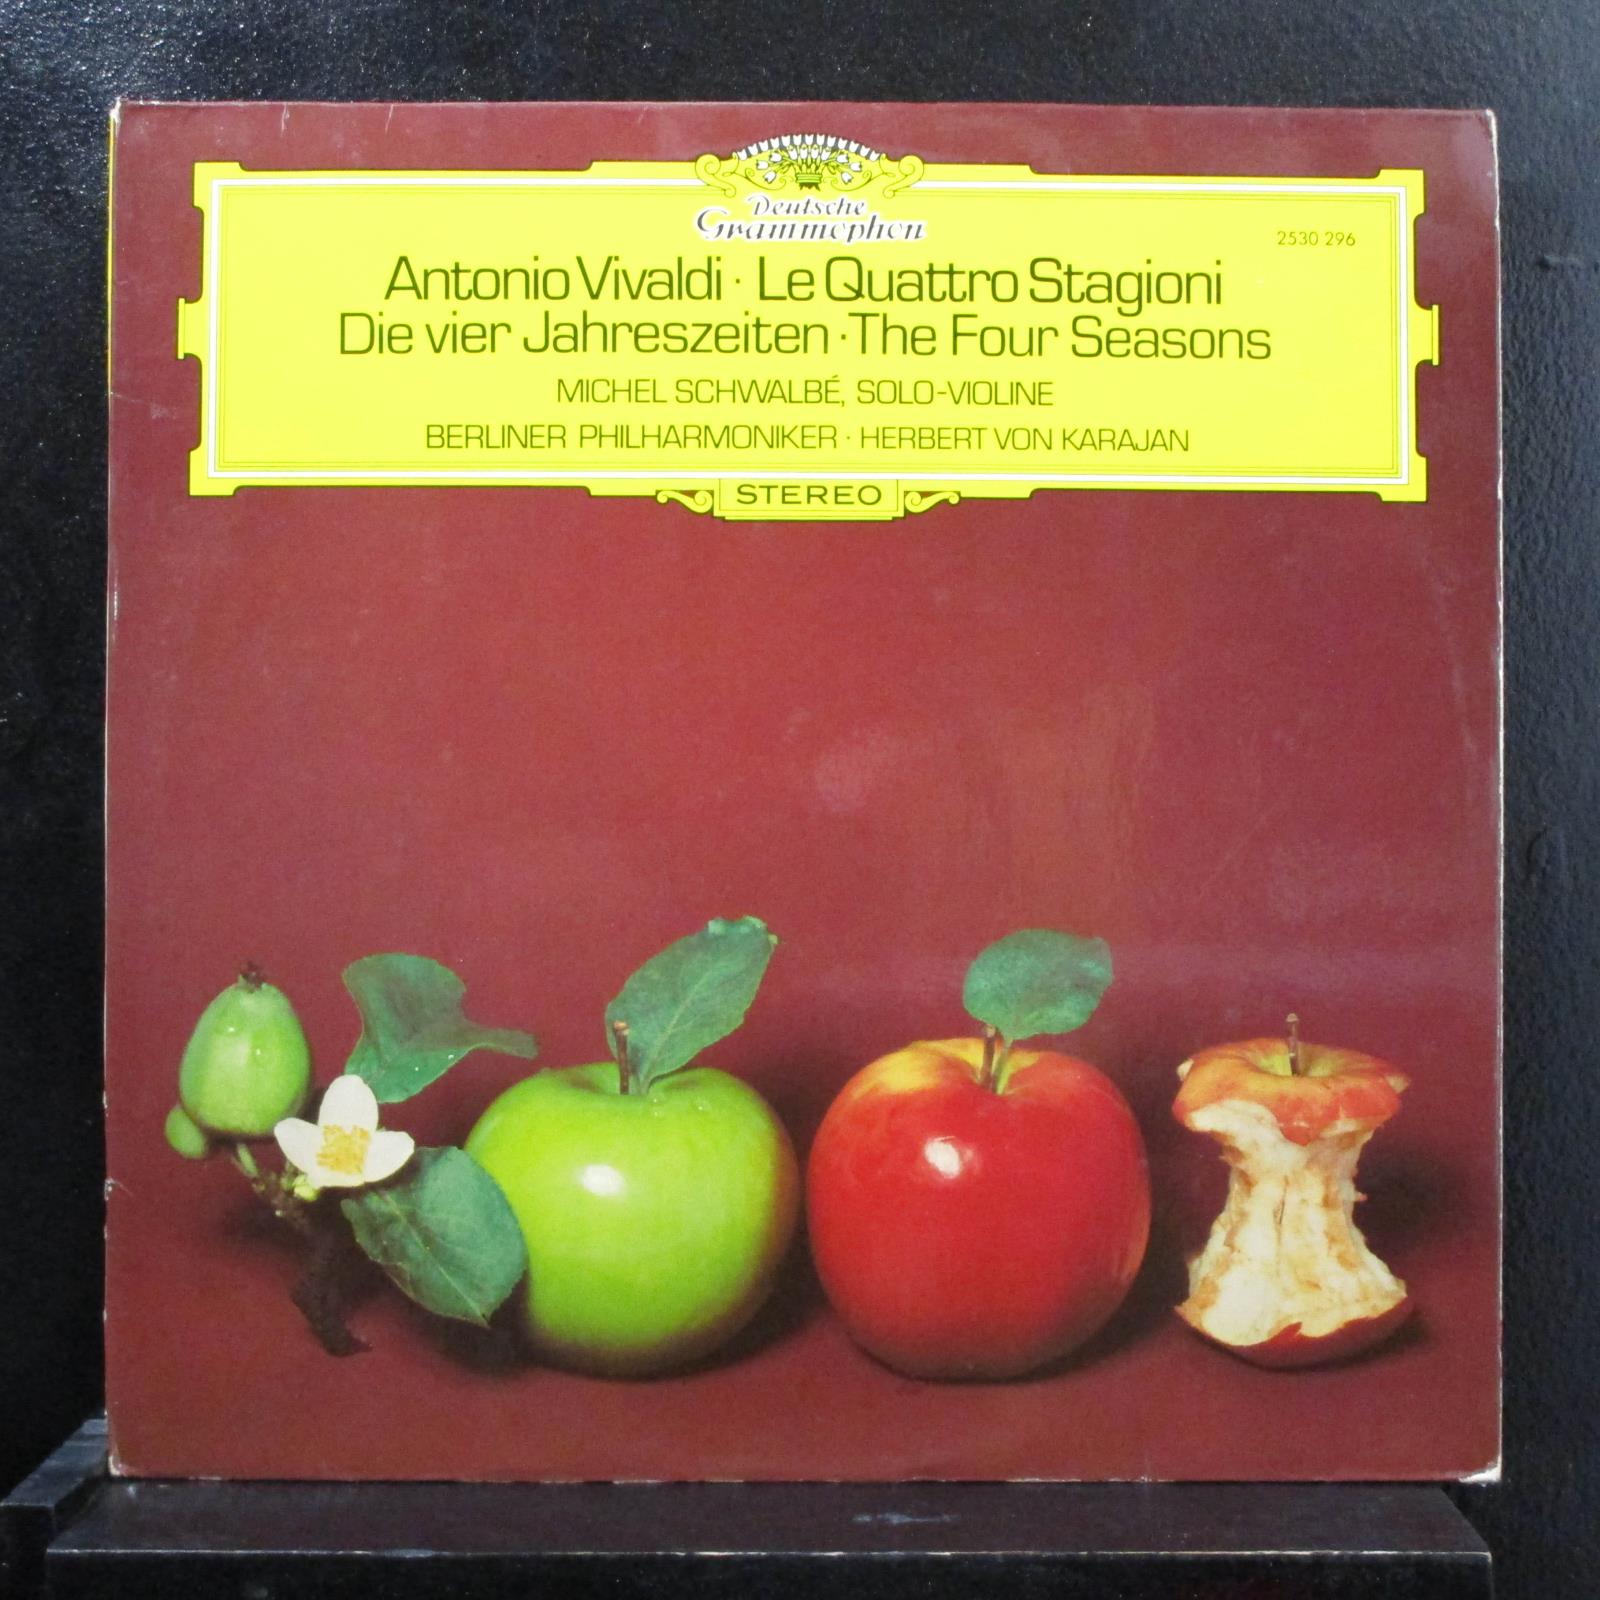 Deutsche
Grammophon
2530 296
Antonio Vivaldi · Le Quattro Stagioni
Die vier Jahreszeiten · The Four Seasons
MICHEL SCHWALBÉ, SOLO-VIOLINE
BERLINER PHILHARMONIKER · HERBERT VON KARAJAN
STEREO